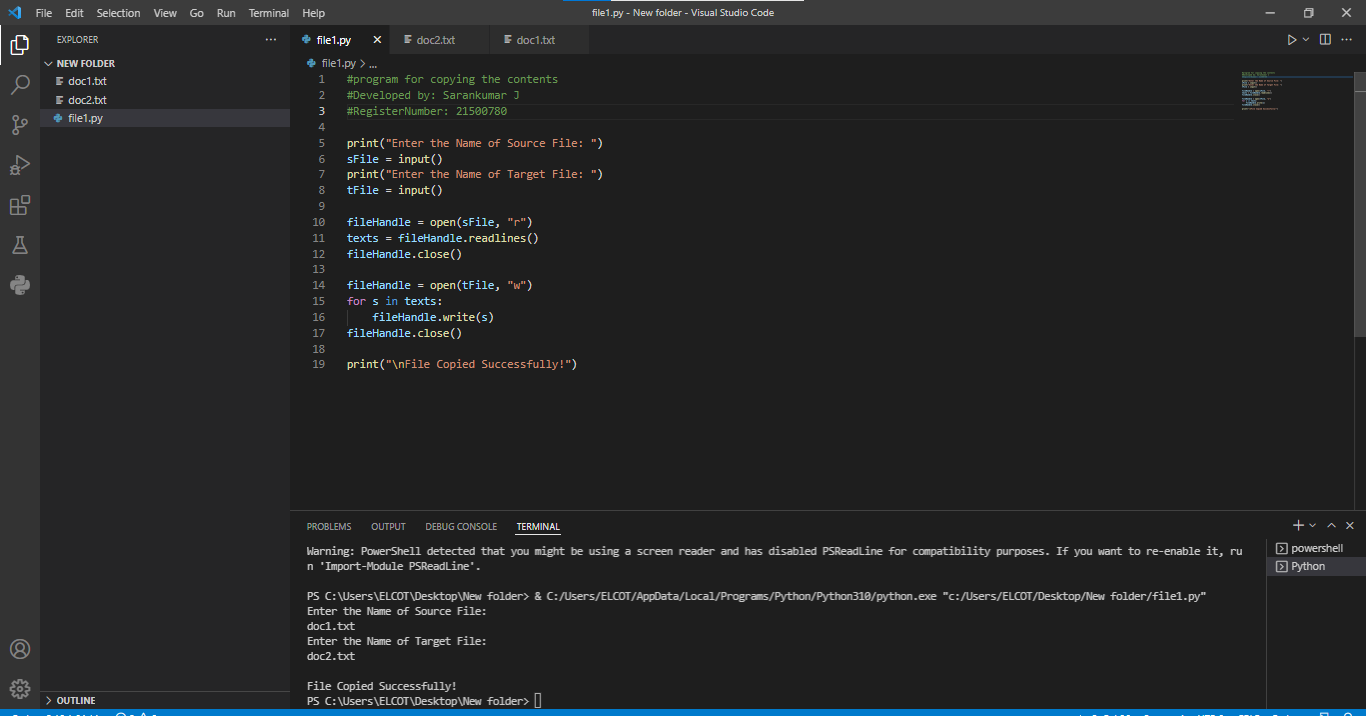 File Edit Selection View Go Run Terminal Help
file1.py - New folder - Visual Studio Code
EXPLORER
NEW FOLDER
doc1.txt
doc2.txt
file1.py
OUTLINE
file1.py doc2.txt doc1.txt
file1.py > ...
1 #program for copying the contents
2 #Developed by: Sarankumar J
3 #RegisterNumber: 21500780
4
5 print("Enter the Name of Source File: ")
6 sFile = input()
7 print("Enter the Name of Target File: ")
8 tFile = input()
9
10 fileHandle = open(sFile, "r")
11 texts = fileHandle.readlines()
12 fileHandle.close()
13
14 fileHandle = open(tFile, "w")
15 for s in texts:
16 fileHandle.write(s)
17 fileHandle.close()
18
19 print("\nFile Copied Successfully!")
PROBLEMS OUTPUT DEBUG CONSOLE TERMINAL
Warning: PowerShell detected that you might be using a screen reader and has disabled PSReadLine for compatibility purposes. If you want to re-enable it, ru
n 'Import-Module PSReadLine'.
PS C:\Users\ELCOT\Desktop\New folder> & C:/Users/ELCOT/AppData/Local/Programs/Python/Python310/python.exe "c:/Users/ELCOT/Desktop/New folder/file1.py"
Enter the Name of Source File:
doc1.txt
Enter the Name of Target File:
doc2.txt
File Copied Successfully!
PS C:\Users\ELCOT\Desktop\New folder>
powershell
Python